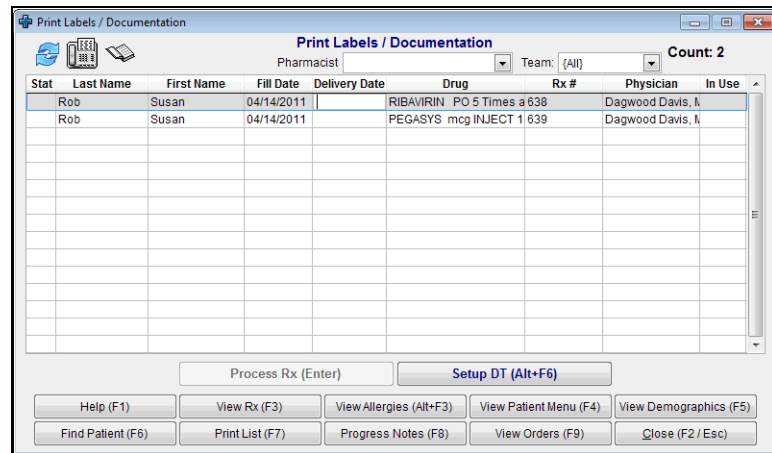 Print Labels / Documentation
Print Labels / Documentation
Pharmacist Team: {All} Count: 2
Stat Last Name First Name Fill Date Delivery Date Drug Rx # Physician In Use
Rob Susan 04/14/2011 RIBAVIRIN PO 5 Times a 638 Dagwood Davis, M
Rob Susan 04/14/2011 PEGASYS mcg INJECT 1 639 Dagwood Davis, M
Process Rx (Enter) Setup DT (Alt+F6)
Help (F1) View Rx (F3) View Allergies (Alt+F3) View Patient Menu (F4) View Demographics (F5)
Find Patient (F6) Print List (F7) Progress Notes (F8) View Orders (F9) Close (F2 / Esc)